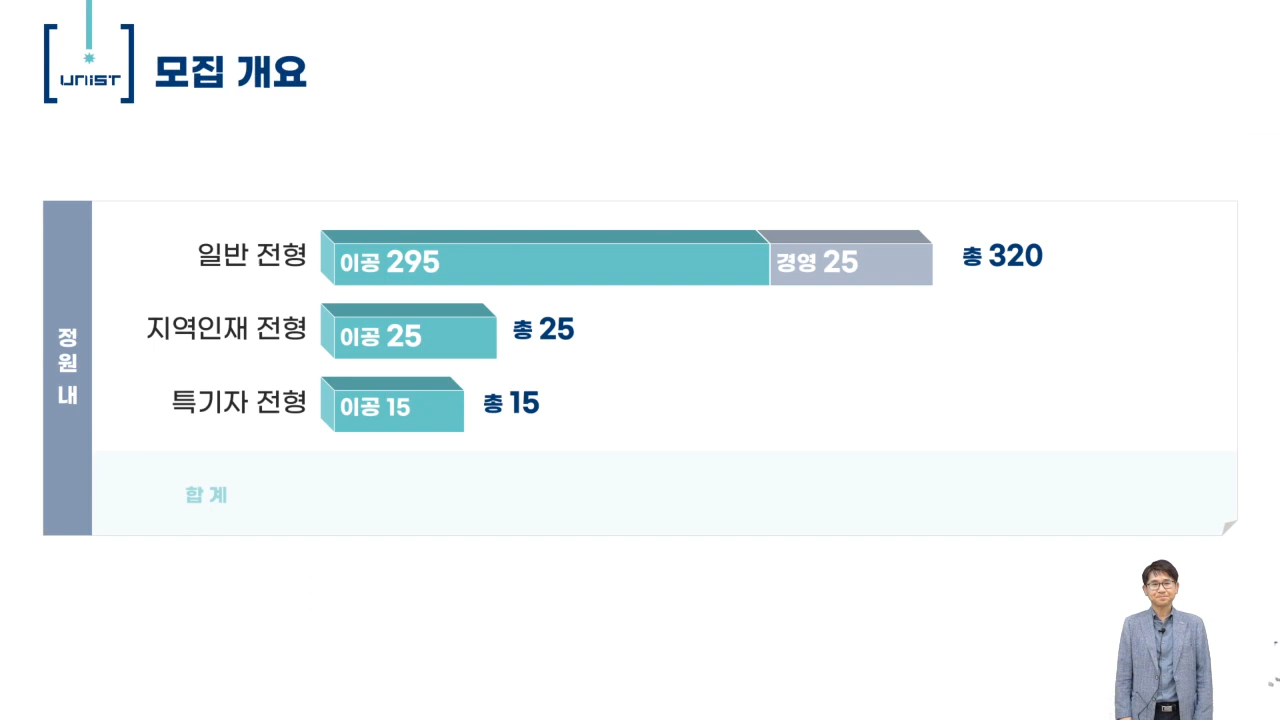 UNIST
모집 개요
정원 내
일반 전형
이공 295
경영 25
총 320
지역인재 전형
이공 25
총 25
특기자 전형
이공 15
총 15
합 계